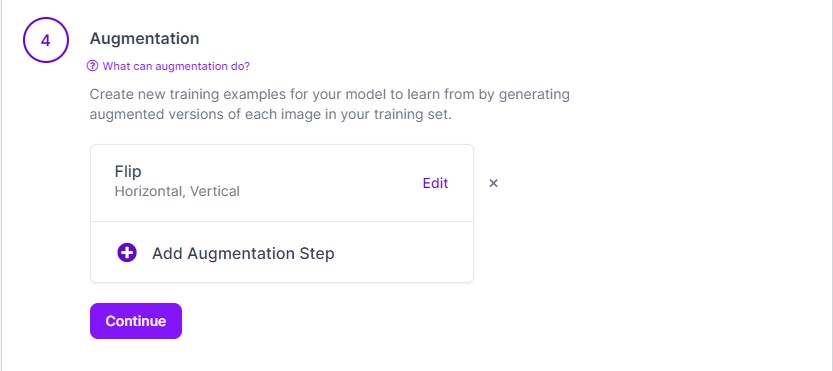 4
Augmentation
What can augmentation do?
Create new training examples for your model to learn from by generating
augmented versions of each image in your training set.
Flip
Horizontal, Vertical
Edit
×
Add Augmentation Step
Continue